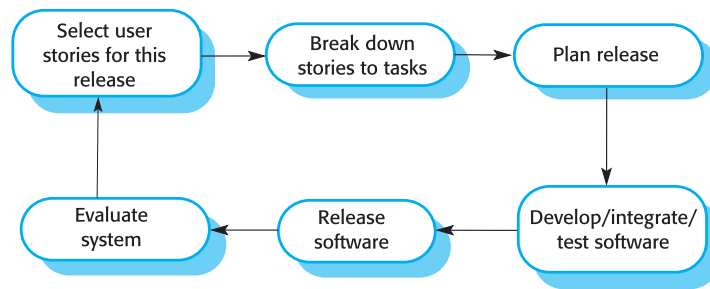 Select user
stories for this
release
Break down
stories to tasks
Plan release
Evaluate
system
Release
software
Develop/integrate/
test software